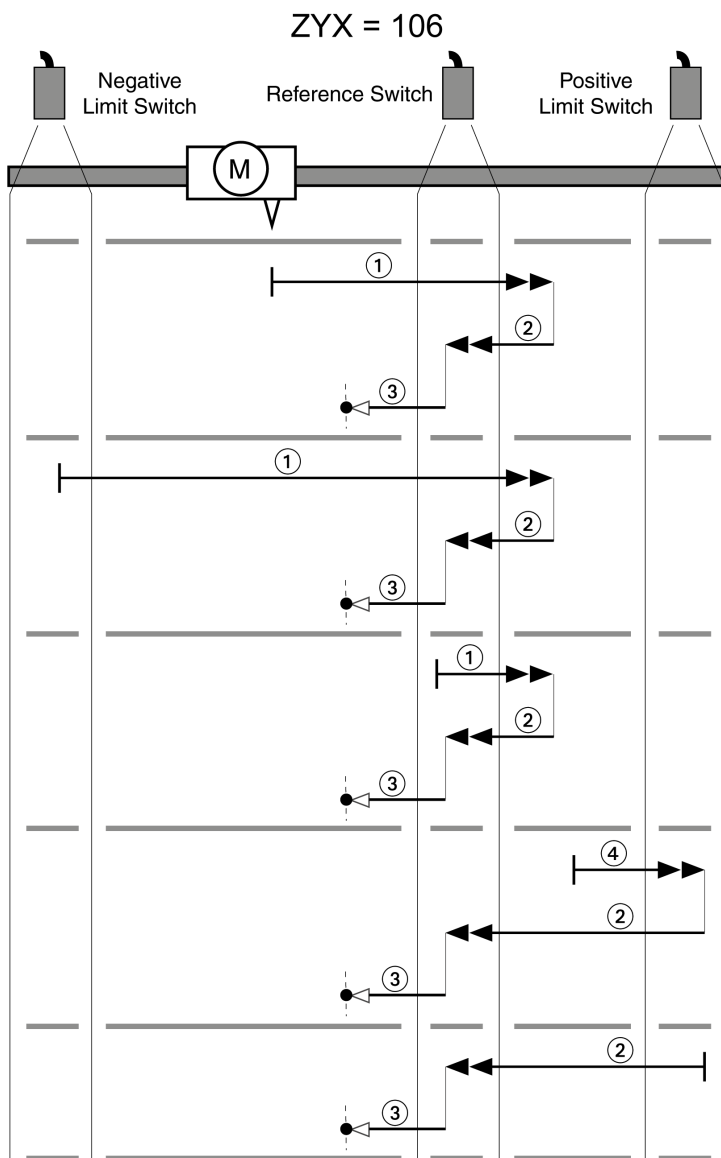 ZYX = 106
Negative
Limit Switch
Reference Switch
Positive
Limit Switch
M
1
2
3
1
2
3
1
2
3
4
2
3
2
3